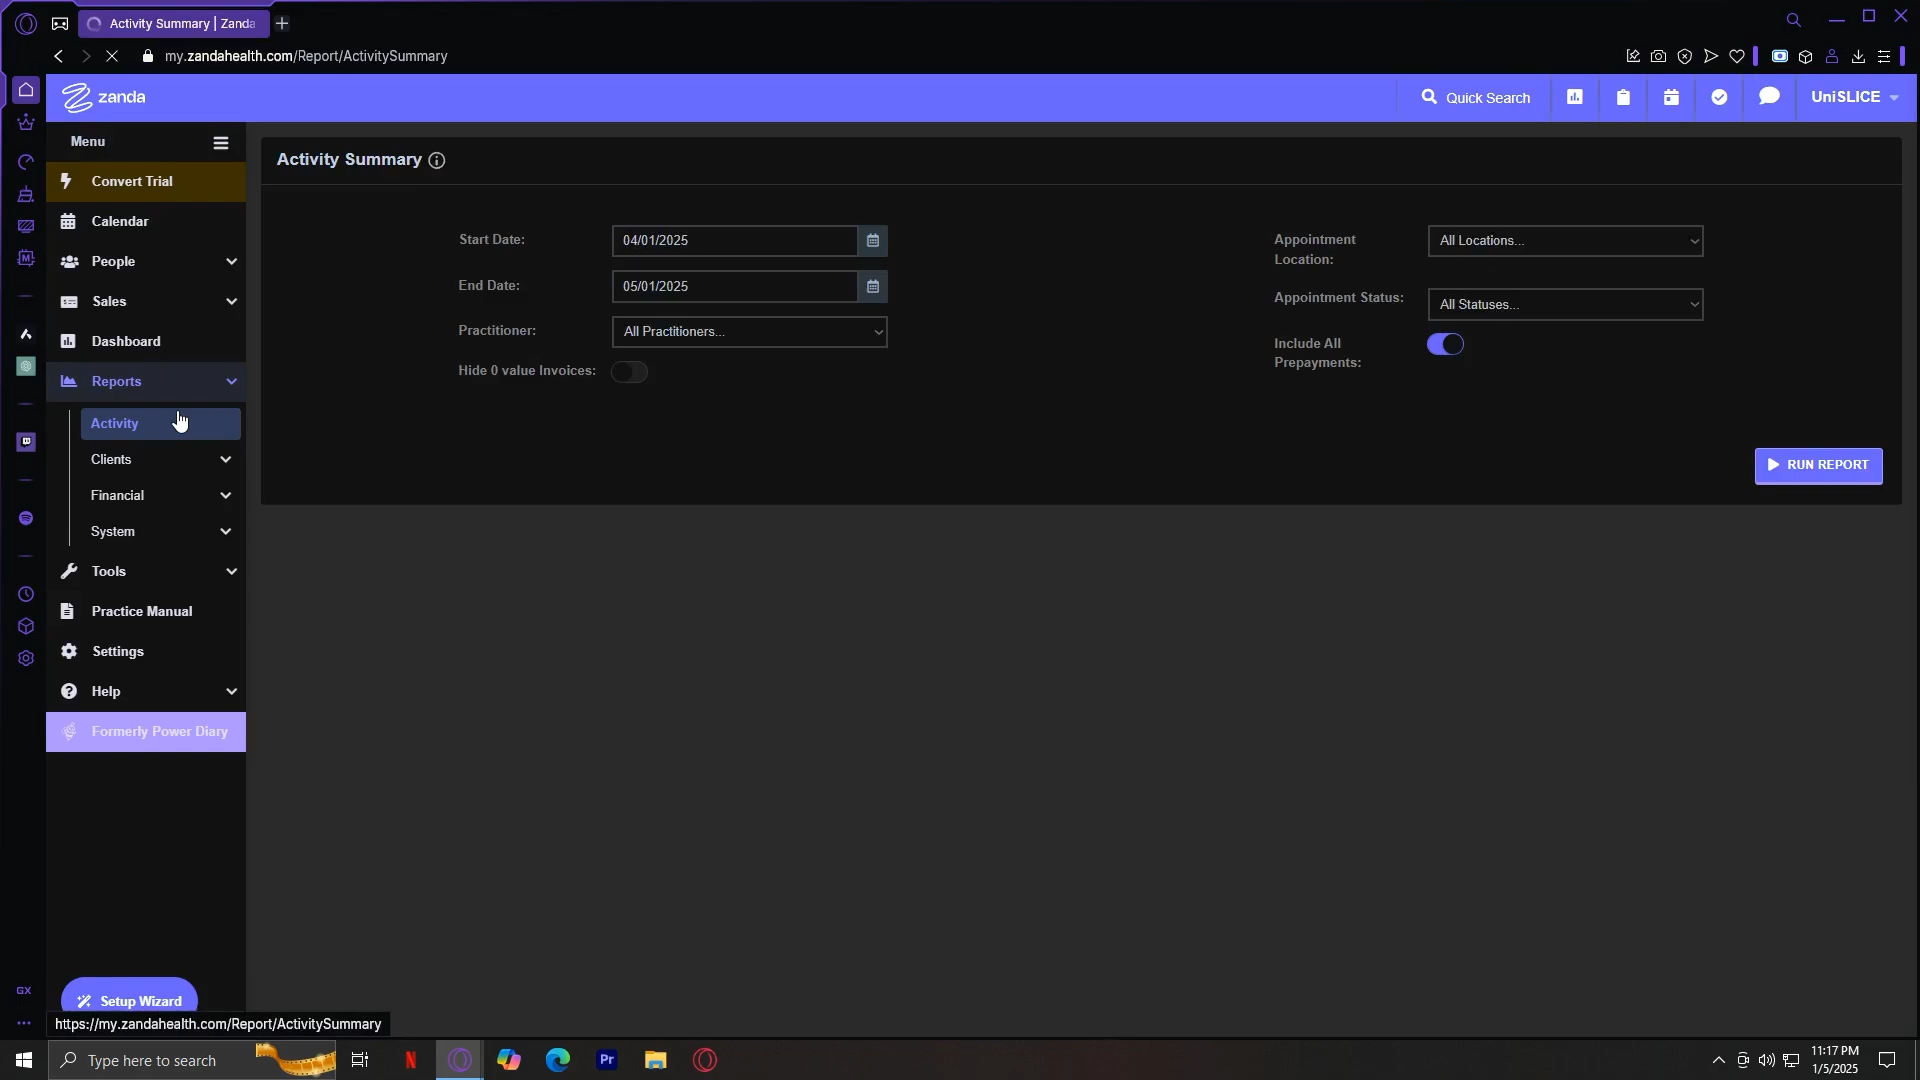 Activity Summary | Zanda
my.zandahealth.com/Report/ActivitySummary
zanda
Quick Search
UniSLICE
Menu
Convert Trial
Calendar
People
Sales
Dashboard
Reports
Activity
Clients
Financial
System
Tools
Practice Manual
Settings
Help
Formerly Power Diary
Setup Wizard
Activity Summary
Start Date:
04/01/2025
End Date:
05/01/2025
Practitioner:
All Practitioners...
Hide 0 value Invoices:
Appointment
Location:
All Locations...
Appointment Status:
All Statuses...
Include All
Prepayments:
RUN REPORT
GX
https://my.zandahealth.com/Report/ActivitySummary
Type here to search
N
Pr
11:17 PM
1/5/2025